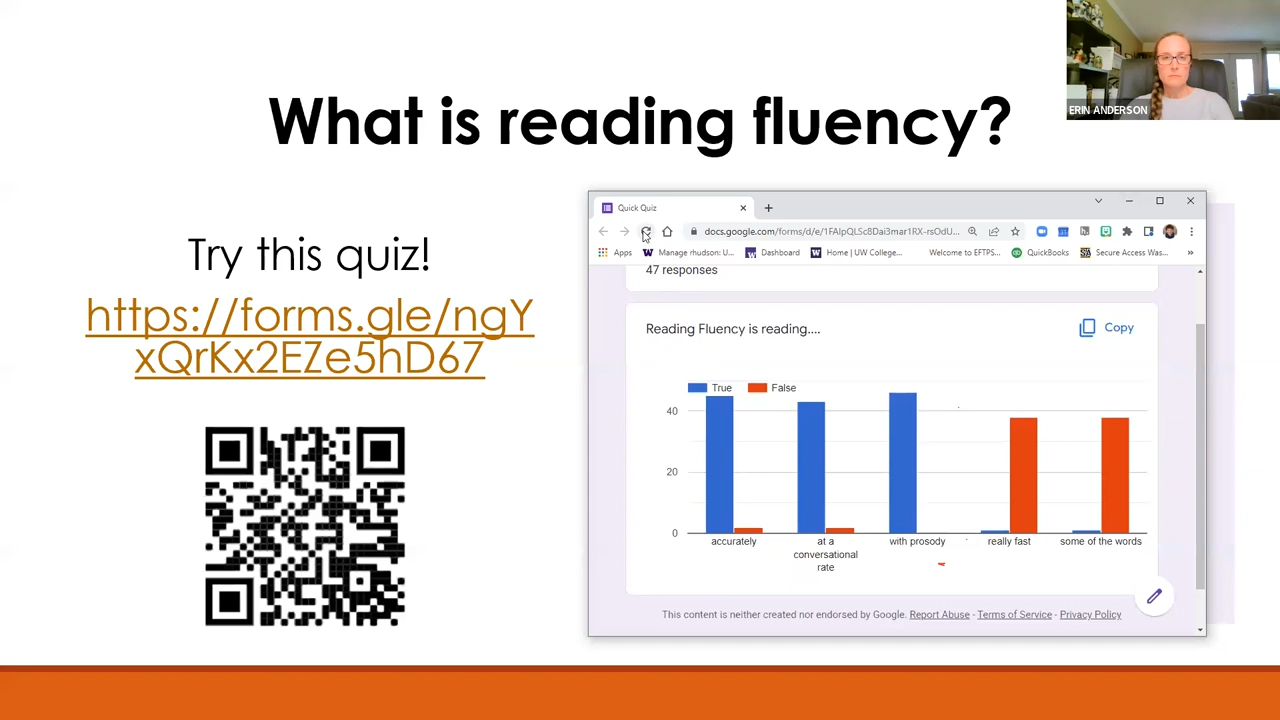 ERIN ANDERSON
What is reading fluency?
Try this quiz!
https://forms.gle/ngY
xQrKx2EZe5hD67
Quick Quiz
docs.google.com/forms/d/e/1FAIpQLSc8Dai3mar1RX-rsOdU...
Apps Manage rhudson: U... Dashboard Home | UW College... Welcome to EFTPS... QuickBooks Secure Access Was... »
47 responses
Reading Fluency is reading....
Copy
True False
40
20
0
accurately
at a
conversational
rate
with prosody
really fast
some of the words
This content is neither created nor endorsed by Google. Report Abuse - Terms of Service - Privacy Policy